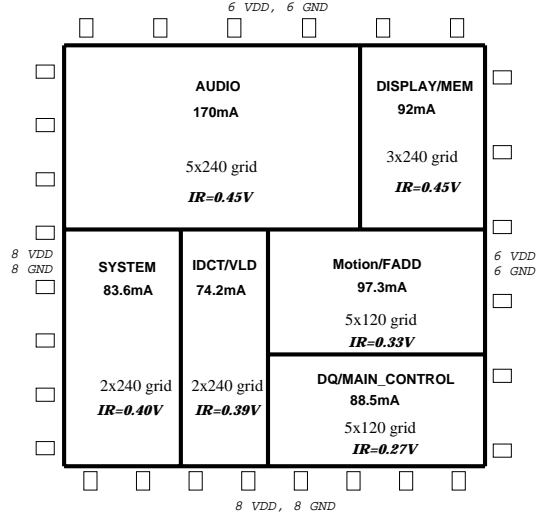 6 VDD, 6 GND
AUDIO
170mA
5x240 grid
IR=0.45V
DISPLAY/MEM
92mA
3x240 grid
IR=0.45V
8 VDD
8 GND
6 VDD
6 GND
SYSTEM
83.6mA
2x240 grid
IR=0.40V
IDCT/VLD
74.2mA
2x240 grid
IR=0.39V
Motion/FADD
97.3mA
5x120 grid
IR=0.33V
DQ/MAIN_CONTROL
88.5mA
5x120 grid
IR=0.27V
8 VDD, 8 GND